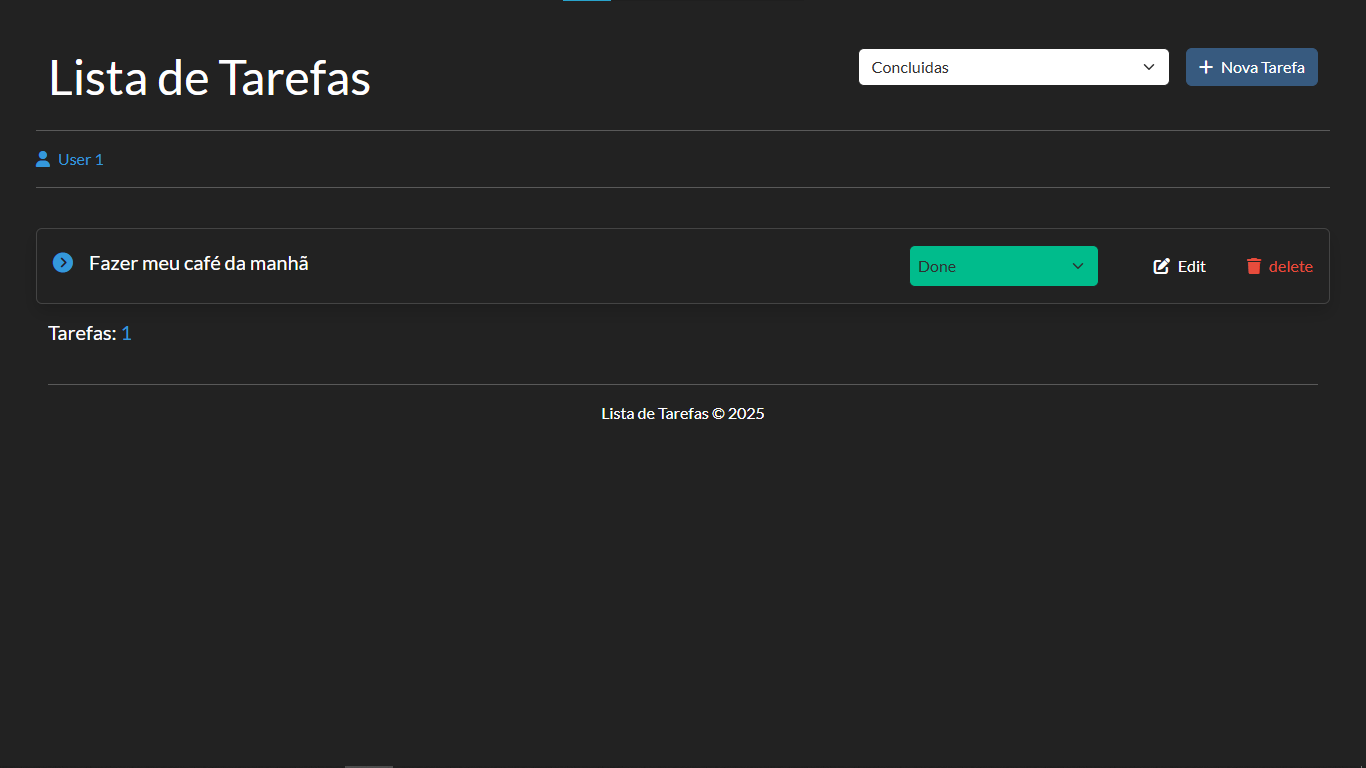 Lista de Tarefas
Concluidas
Nova Tarefa
User 1
Fazer meu café da manhã
Done
Edit
delete
Tarefas: 1
Lista de Tarefas © 2025